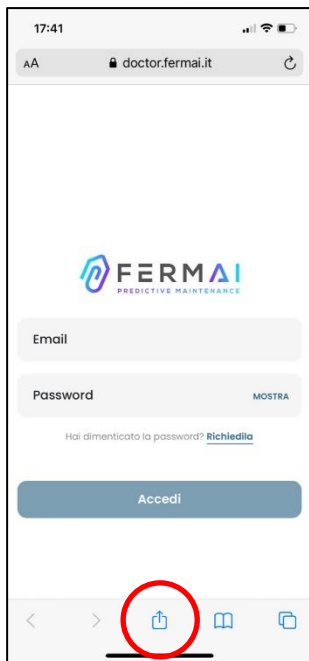 17:41
AA doctor.fermai.it
FERMAI
PREDICTIVE MAINTENANCE
Email
Password MOSTRA
Hai dimenticato la password? Richiedila
Accedi